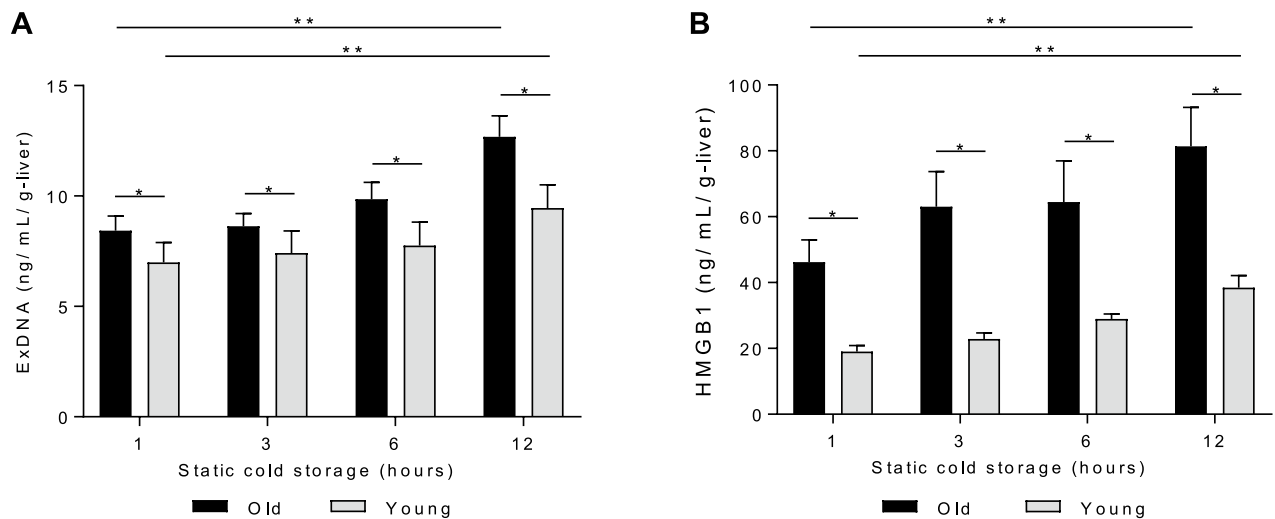 A
**
**
15
*
*
*
*
10
5
0
ExDNA (ng/ mL/ g-liver)
1 3 6 12
Static cold storage (hours)
Old Young
B
**
**
100
*
*
*
*
80
60
40
20
0
HMGB1 (ng/ mL/ g-liver)
1 3 6 12
Static cold storage (hours)
Old Young